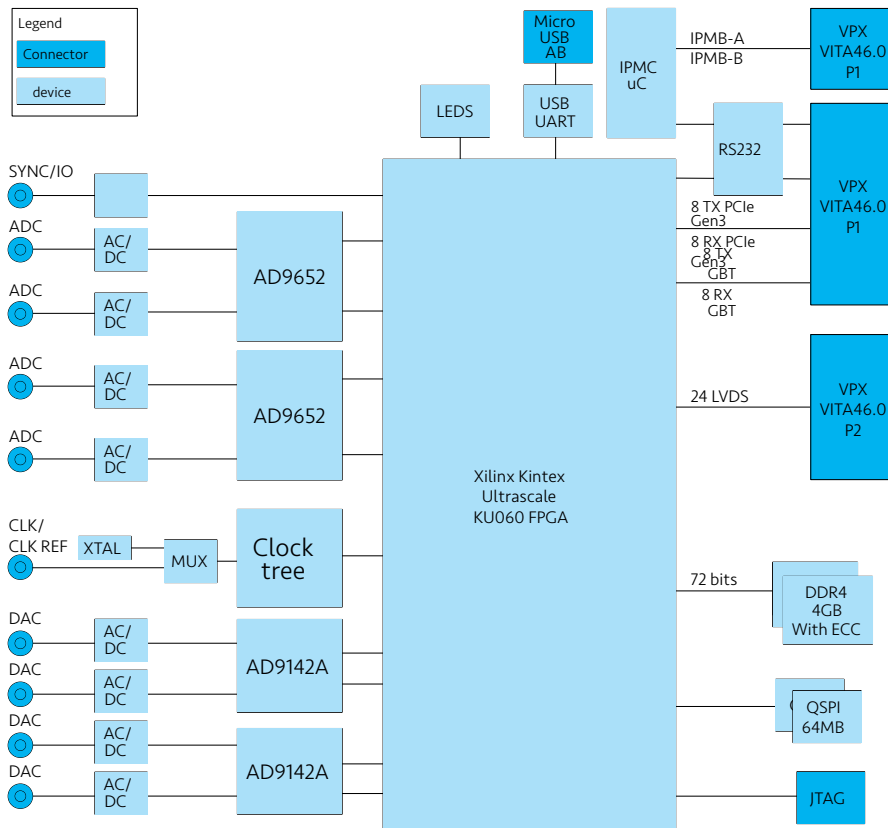 Legend
Connector
device
Micro
USB
AB
IPMC
uC
IPMB-A
IPMB-B
VPX
VITA46.0
P1
LEDS
USB
UART
RS232
VPX
VITA46.0
P1
8 TX PCIe
Gen3
8 RX PCIe
Gen3
8 TX
GBT
8 RX
GBT
SYNC/IO
ADC
AC/
DC
AD9652
ADC
AC/
DC
ADC
AC/
DC
AD9652
ADC
AC/
DC
24 LVDS
VPX
VITA46.0
P2
Xilinx Kintex
Ultrascale
KU060 FPGA
CLK/
CLK REF
XTAL
MUX
Clock
tree
72 bits
DDR4
4GB
With ECC
DAC
AC/
DC
AD9142A
DAC
AC/
DC
QSPI
64MB
DAC
AC/
DC
AD9142A
DAC
AC/
DC
JTAG